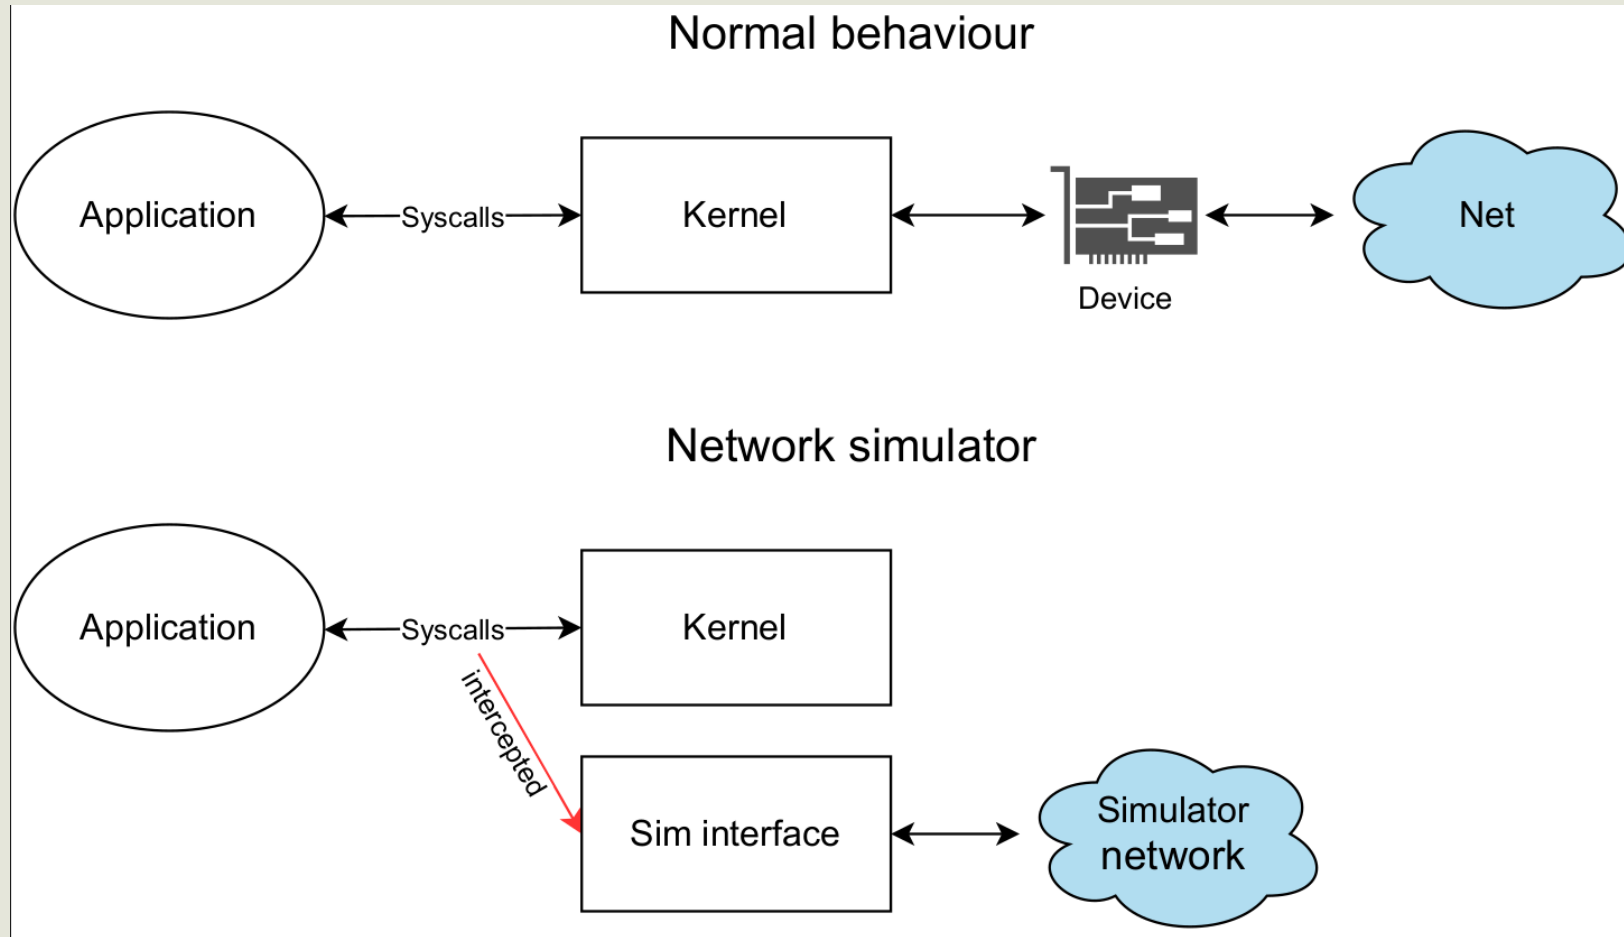 Normal behaviour
Application
Syscalls
Kernel
Device
Net
Network simulator
Application
Syscalls
Kernel
intercepted
Sim interface
Simulator
network